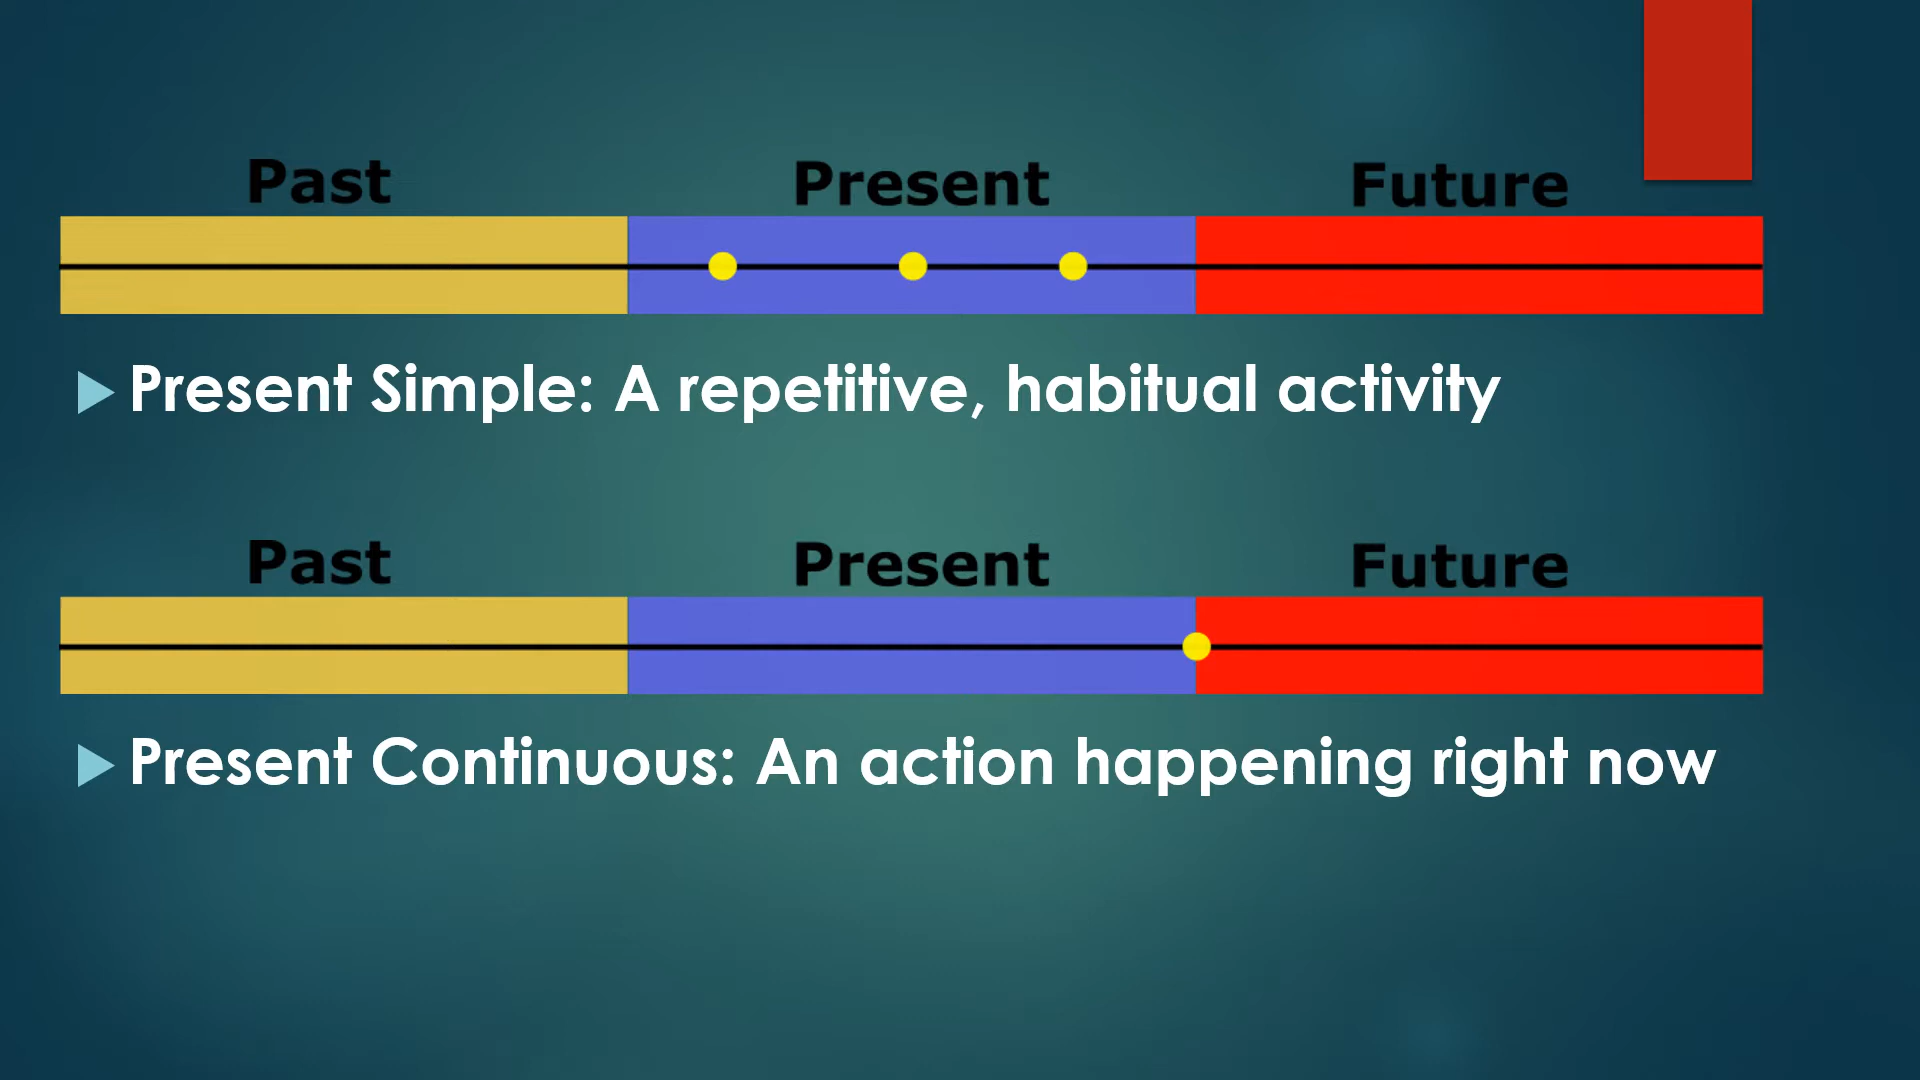 Past Present Future
Present Simple: A repetitive, habitual activity
Past Present Future
Present Continuous: An action happening right now